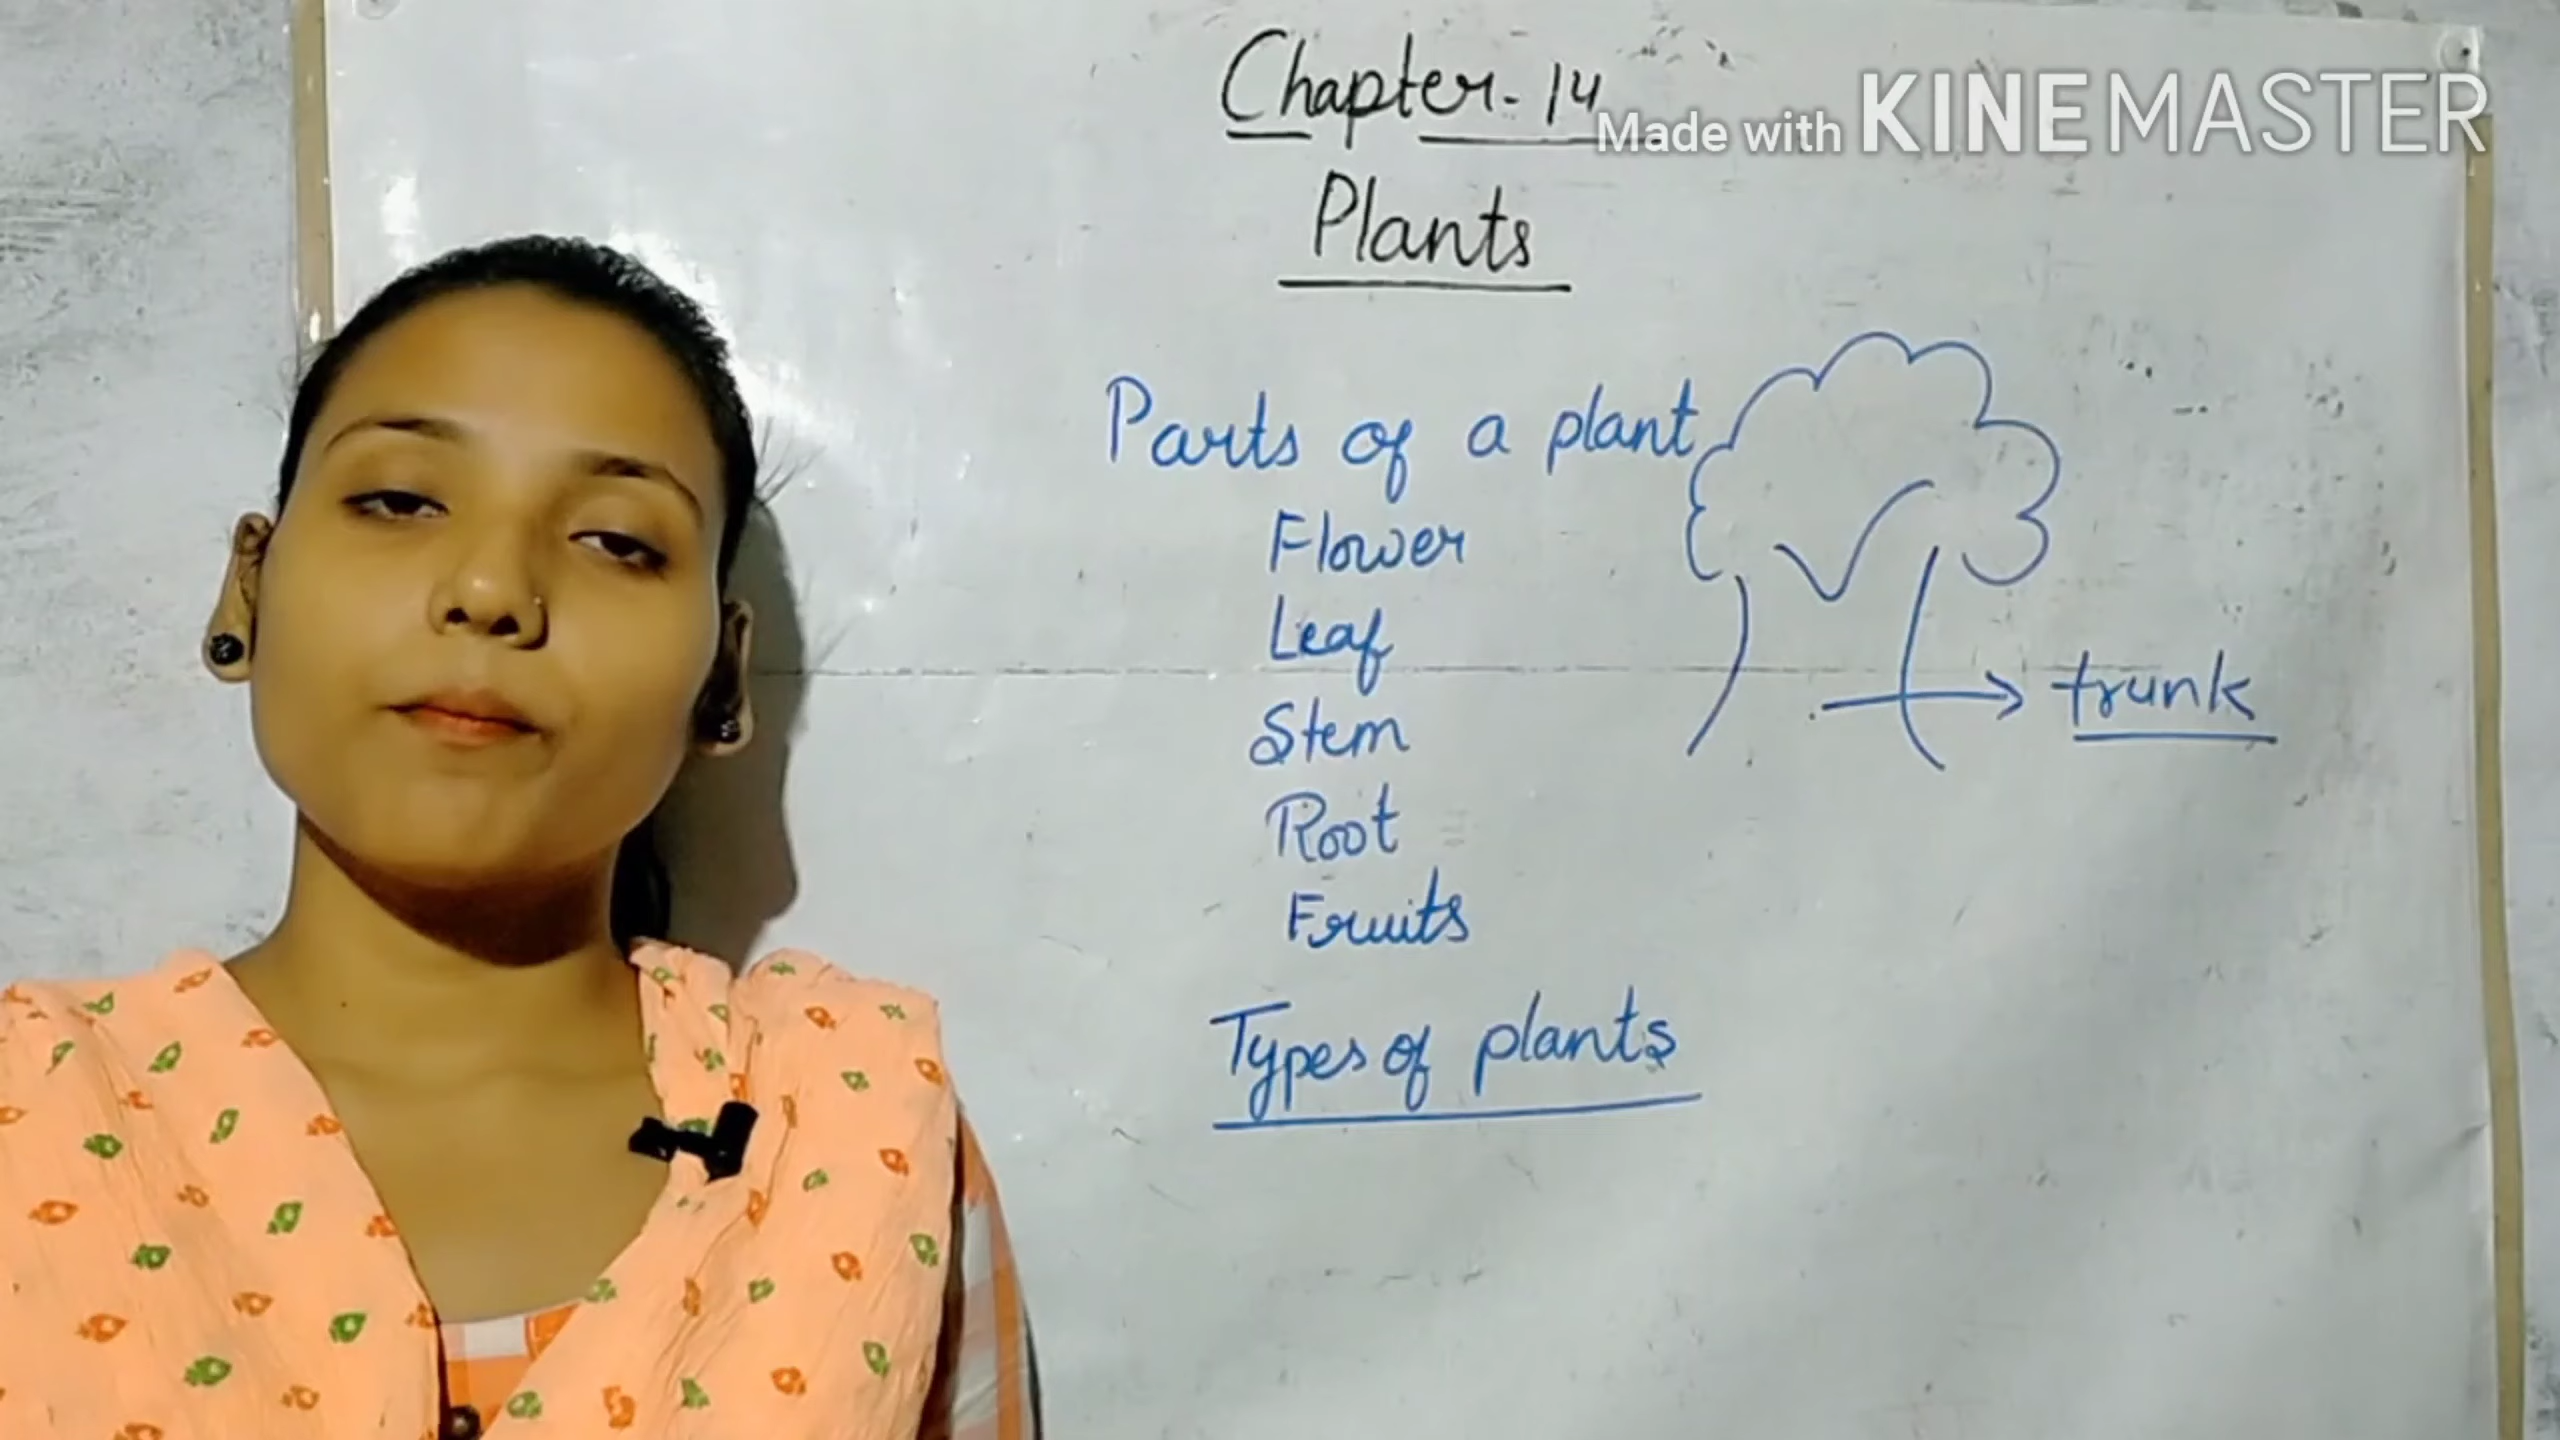 Chapter-14
Made with KINEMASTER
Plants
Parts of a plant
Flower
Leaf
Stem
trunk
Root
Fruits
Types of plants